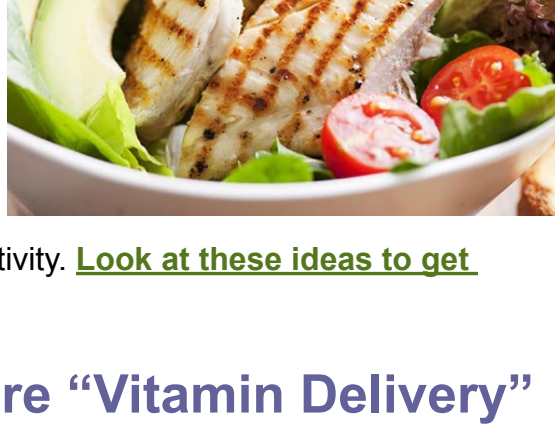 tivity. Look at these ideas to get
re “Vitamin Delivery”